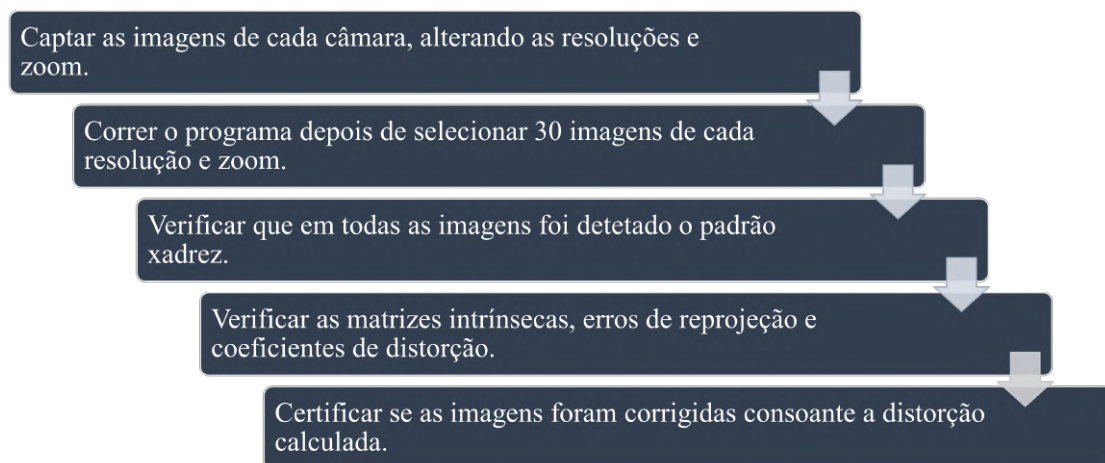 Captar as imagens de cada câmara, alterando as resoluções e
zoom.
Correr o programa depois de selecionar 30 imagens de cada
resolução e zoom.
Verificar que em todas as imagens foi detetado o padrão
xadrez.
Verificar as matrizes intrínsecas, erros de reprojeção e
coeficientes de distorção.
Certificar se as imagens foram corrigidas consoante a distorção
calculada.